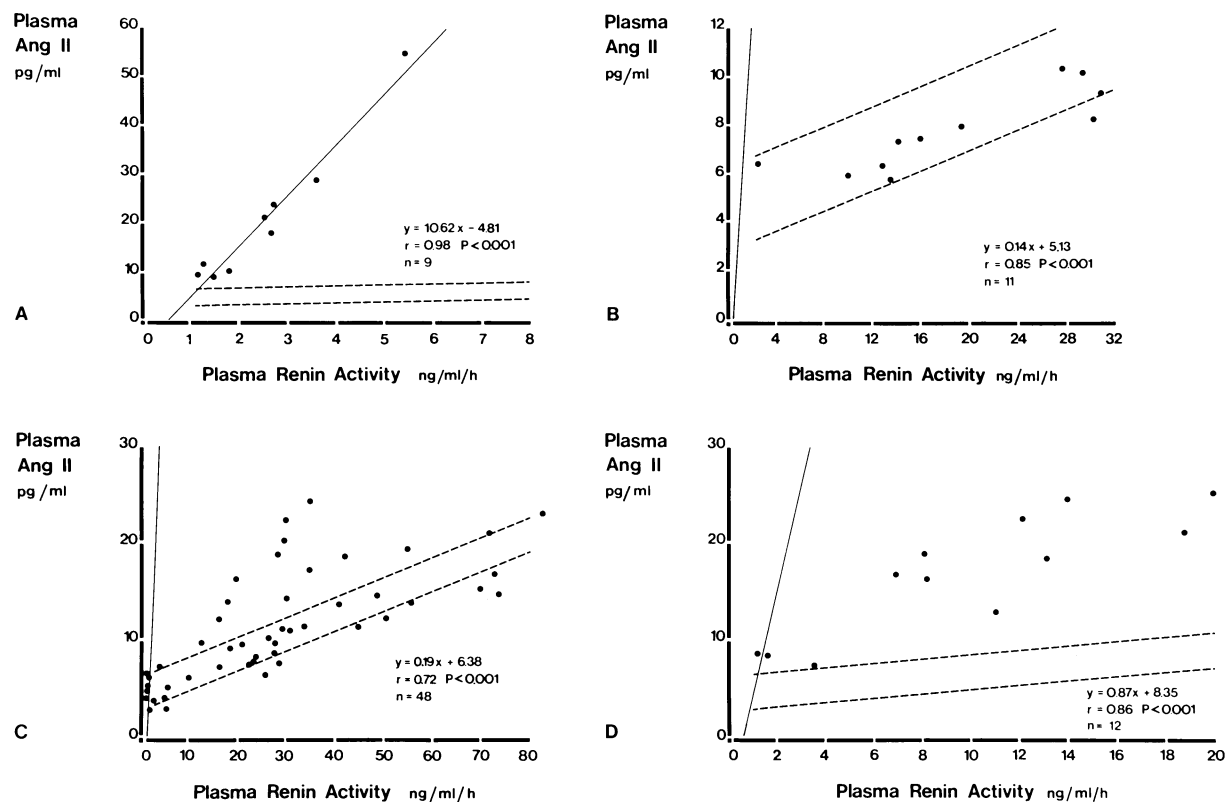 Plasma
Ang II
pg/ml
60
50
40
30
20
10
0
y = 10.62x − 4.81
r = 0.98 P<0.001
n = 9
A
0 1 2 3 4 5 6 7 8
Plasma Renin Activity ng/ml/h
Plasma
Ang II
pg/ml
12
10
8
6
4
2
0
y = 0.14x + 5.13
r = 0.85 P<0.001
n = 11
B
0 4 8 12 16 20 24 28 32
Plasma Renin Activity ng/ml/h
Plasma
Ang II
pg/ml
30
20
10
0
y = 0.19x + 6.38
r = 0.72 P<0.001
n = 48
C
0 10 20 30 40 50 60 70 80
Plasma Renin Activity ng/ml/h
Plasma
Ang II
pg/ml
30
20
10
0
y = 0.87x + 8.35
r = 0.86 P<0.001
n = 12
D
0 2 4 6 8 10 12 14 16 20
Plasma Renin Activity ng/ml/h